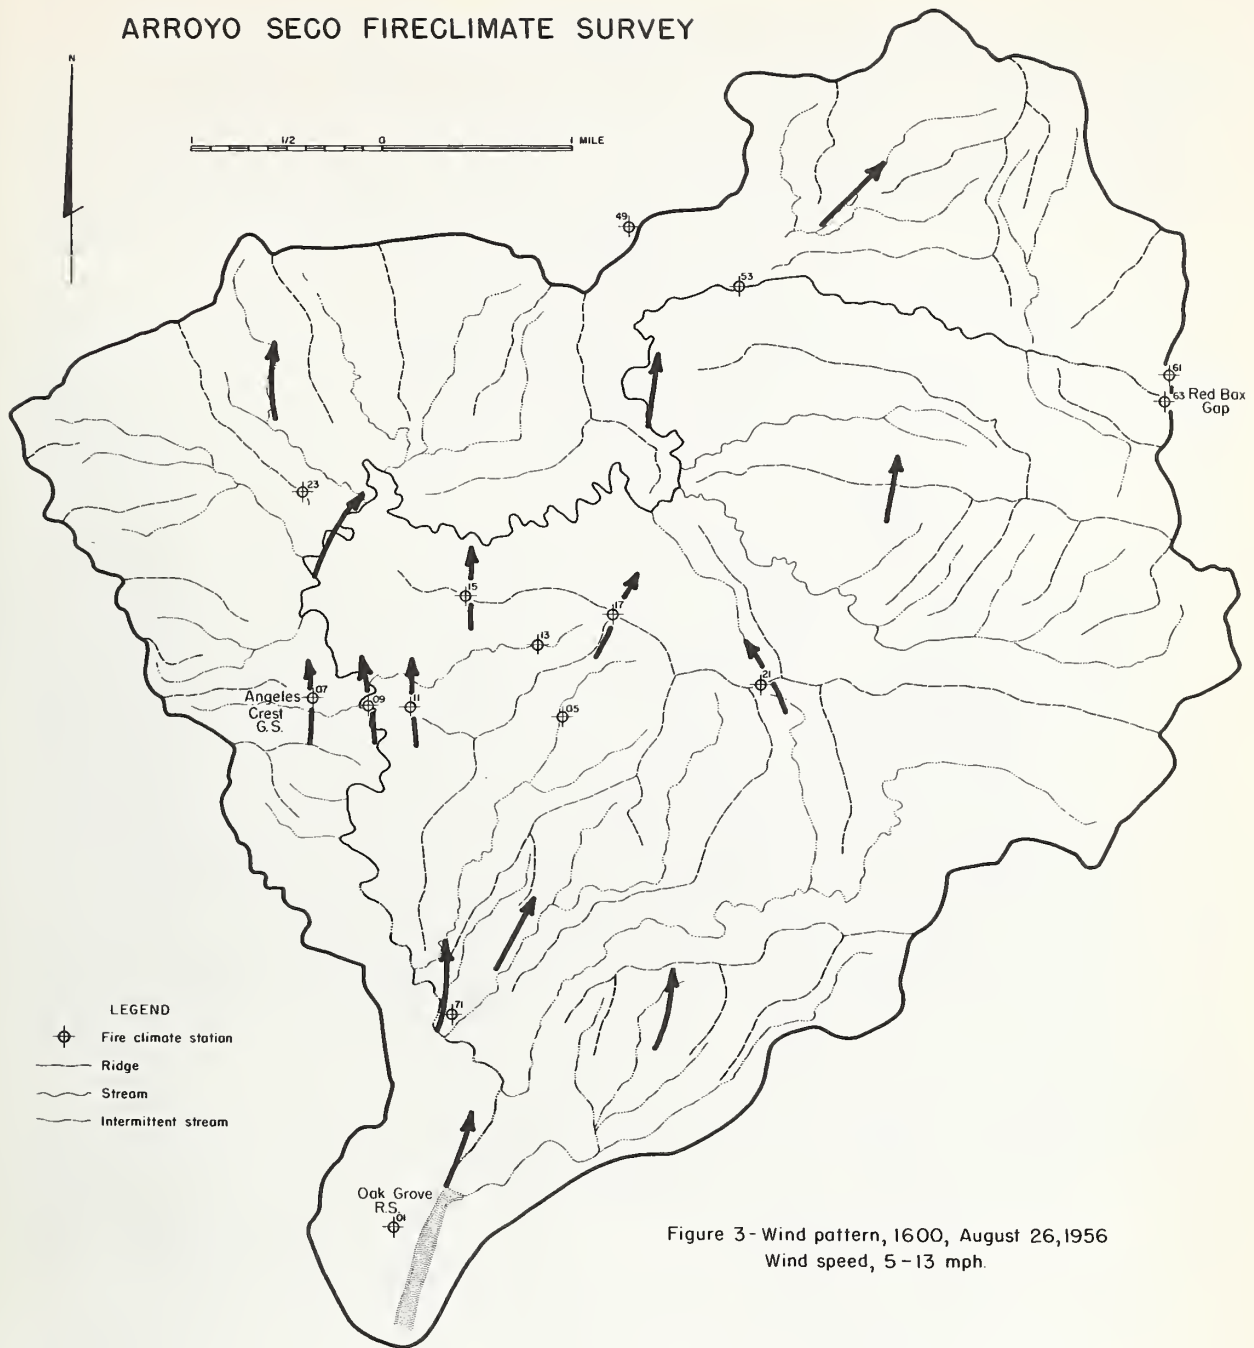 ARROYO SECO FIRECLIMATE SURVEY
N
1 1/2 0 1 MILE
49
53
61
63 Red Box
Gap
23
15
17
13
21
Angeles
Crest
G.S.
07
09
11
05
71
LEGEND
Fire climate station
Ridge
Stream
Intermittent stream
Oak Grove
R.S.
01
Figure 3-Wind pattern, 1600, August 26, 1956
Wind speed, 5-13 mph.